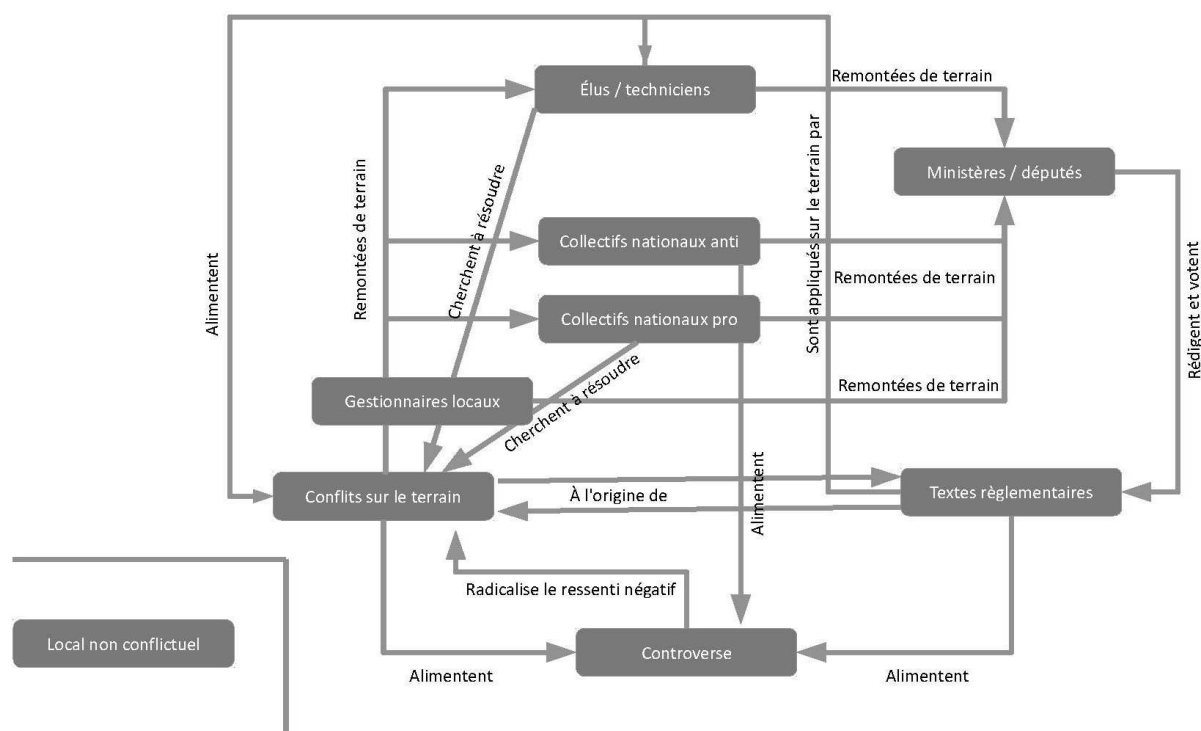 Élus / techniciens
Remontées de terrain
Ministères / députés
Sont appliqués sur le terrain par
Cherchent à résoudre
Remontées de terrain
Alimentent
Collectifs nationaux anti
Remontées de terrain
Collectifs nationaux pro
Rédigent et votent
Gestionnaires locaux
Cherchent à résoudre
Remontées de terrain
Conflits sur le terrain
À l'origine de
Textes règlementaires
Alimentent
Radicalise le ressenti négatif
Local non conflictuel
Controverse
Alimentent
Alimentent